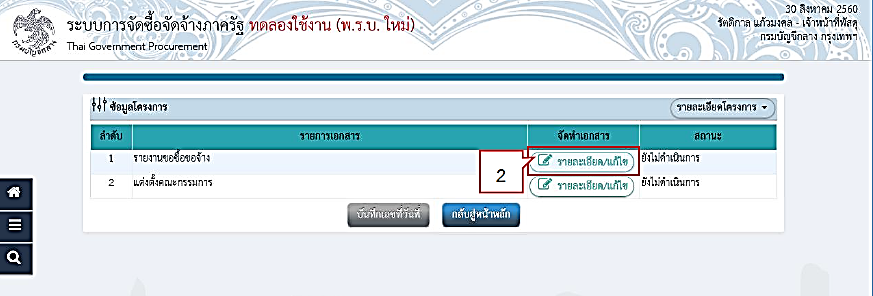 30 สิงหาคม 2560
ระบบการจัดซื้อจัดจ้างภาครัฐ ทดลองใช้งาน (พ.ร.บ. ใหม่)
รัตติกาล แก้วมงคล - เจ้าหน้าที่พัสดุ
Thai Government Procurement
กรมบัญชีกลาง กรุงเทพฯ
ข้อมูลโครงการ
รายละเอียดโครงการ
ลำดับ รายการเอกสาร จัดทำเอกสาร สถานะ
1 รายงานขอซื้อขอจ้าง รายละเอียด/แก้ไข ยังไม่ดำเนินการ
2
2 แต่งตั้งคณะกรรมการ รายละเอียด/แก้ไข ยังไม่ดำเนินการ
บันทึกเลขที่วันที่ กลับสู่หน้าหลัก